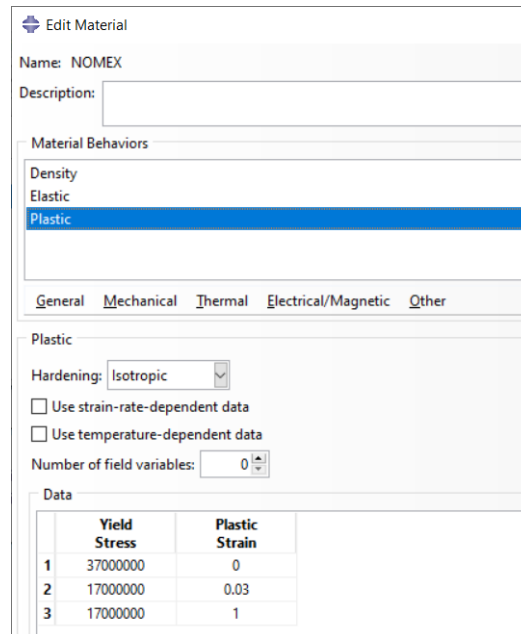 Edit Material
Name: NOMEX
Description:
Material Behaviors
Density
Elastic
Plastic
General Mechanical Thermal Electrical/Magnetic Other
Plastic
Hardening: Isotropic
Use strain-rate-dependent data
Use temperature-dependent data
Number of field variables: 0
Data
Yield Stress Plastic Strain
1 37000000 0
2 17000000 0.03
3 17000000 1